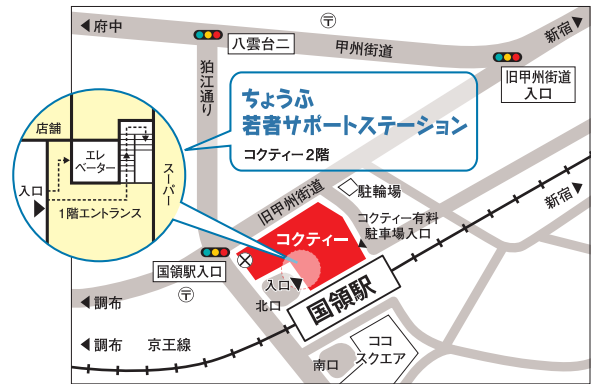 府中
〒
八雲台二
甲州街道
新宿
旧甲州街道
入口
狛江通り
ちょうふ
若者サポートステーション
コクティー2階
店舗
エレ
ベーター
スーパー
入口
1階エントランス
旧甲州街道
駐輪場
コクティー有料
駐車場入口
新宿
コクティー
国領駅入口
〒
入口
北口
国領駅
調布
調布
京王線
南口
ココ
スクエア